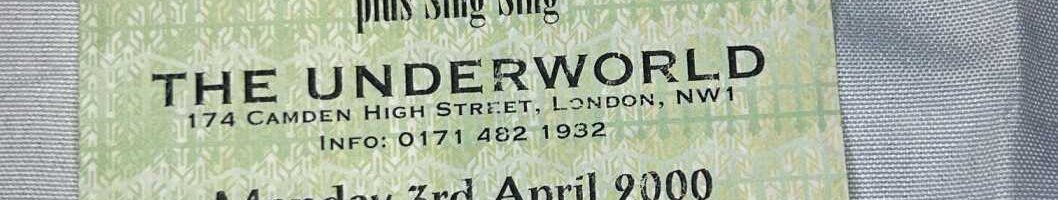 plus Sing Sing
THE UNDERWORLD
174 CAMDEN HIGH STREET, LONDON, NW1
INFO: 0171 482 1932
Monday 3rd April 2000